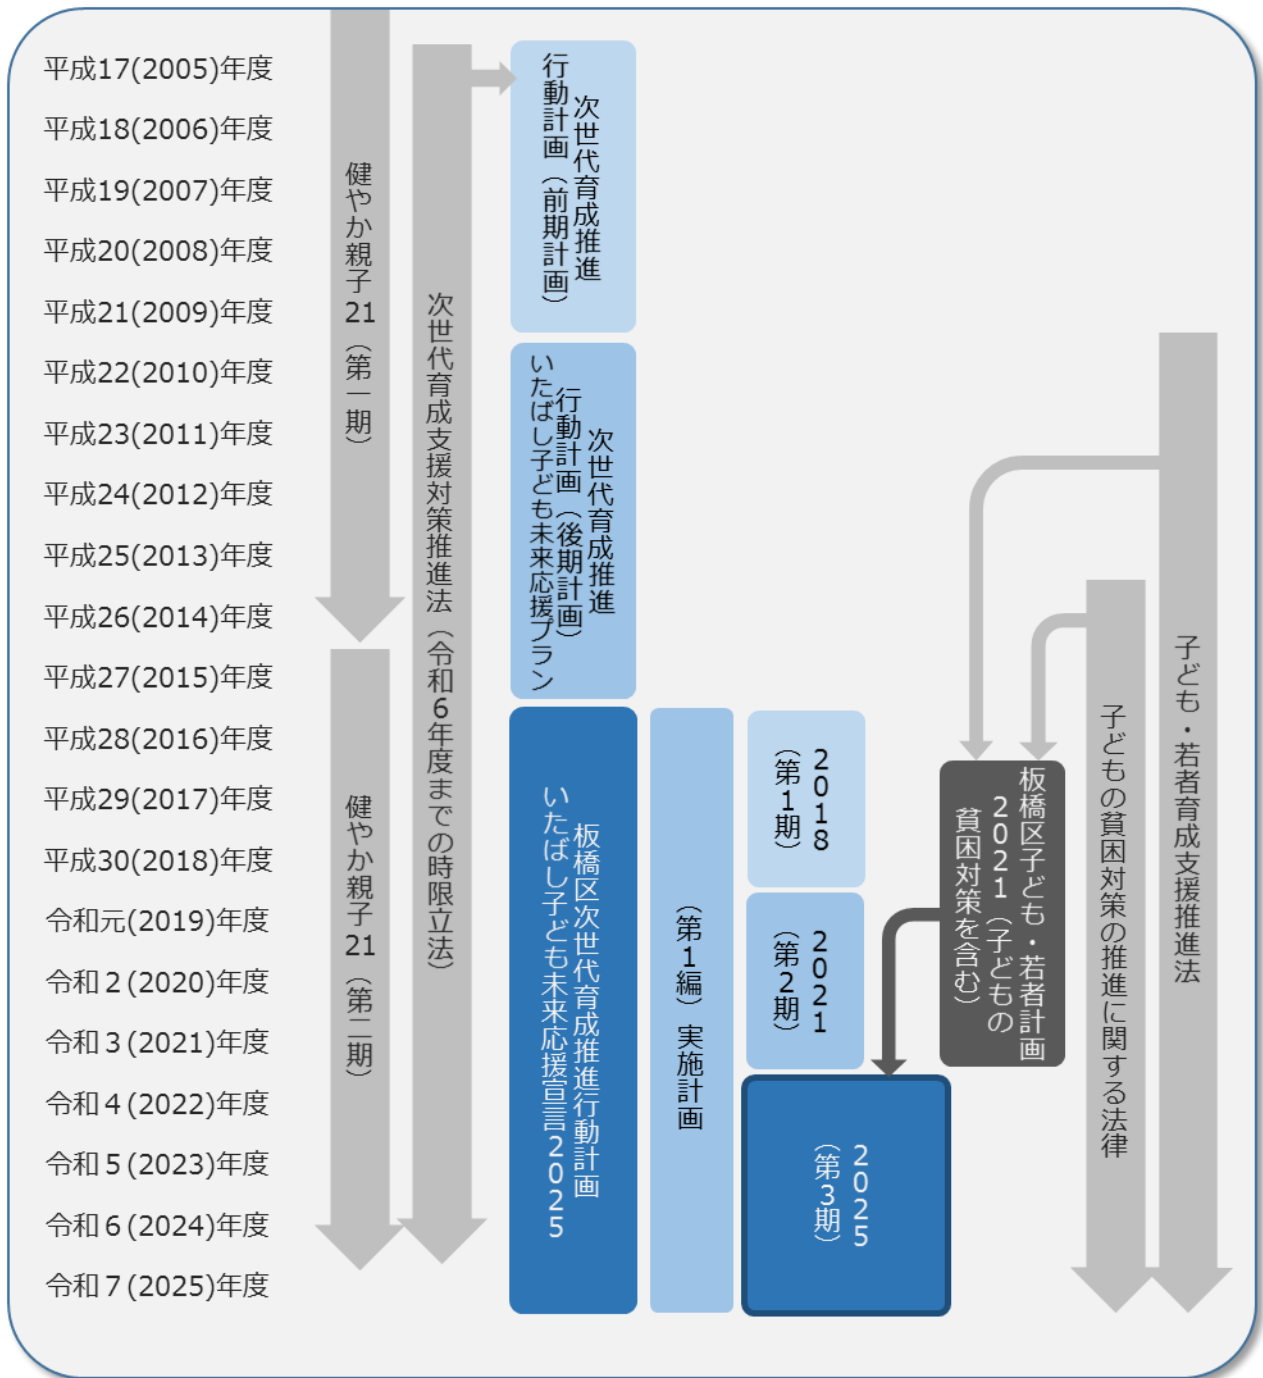 平成17(2005)年度
平成18(2006)年度
平成19(2007)年度
平成20(2008)年度
平成21(2009)年度
平成22(2010)年度
平成23(2011)年度
平成24(2012)年度
平成25(2013)年度
平成26(2014)年度
平成27(2015)年度
平成28(2016)年度
平成29(2017)年度
平成30(2018)年度
令和元(2019)年度
令和２(2020)年度
令和３(2021)年度
令和４(2022)年度
令和５(2023)年度
令和６(2024)年度
令和７(2025)年度
健やか親子21（第一期）
健やか親子21（第二期）
次世代育成支援対策推進法（令和６年度までの時限立法）
次世代育成推進
行動計画（前期計画）
次世代育成推進
行動計画（後期計画）
いたばし子ども未来応援プラン
板橋区次世代育成推進行動計画
いたばし子ども未来応援宣言２０２５
（第１編）実施計画
２０１８
（第１期）
２０２１
（第２期）
２０２５
（第３期）
板橋区子ども・若者計画
２０２１（子どもの
貧困対策を含む）
子どもの貧困対策の推進に関する法律
子ども・若者育成支援推進法